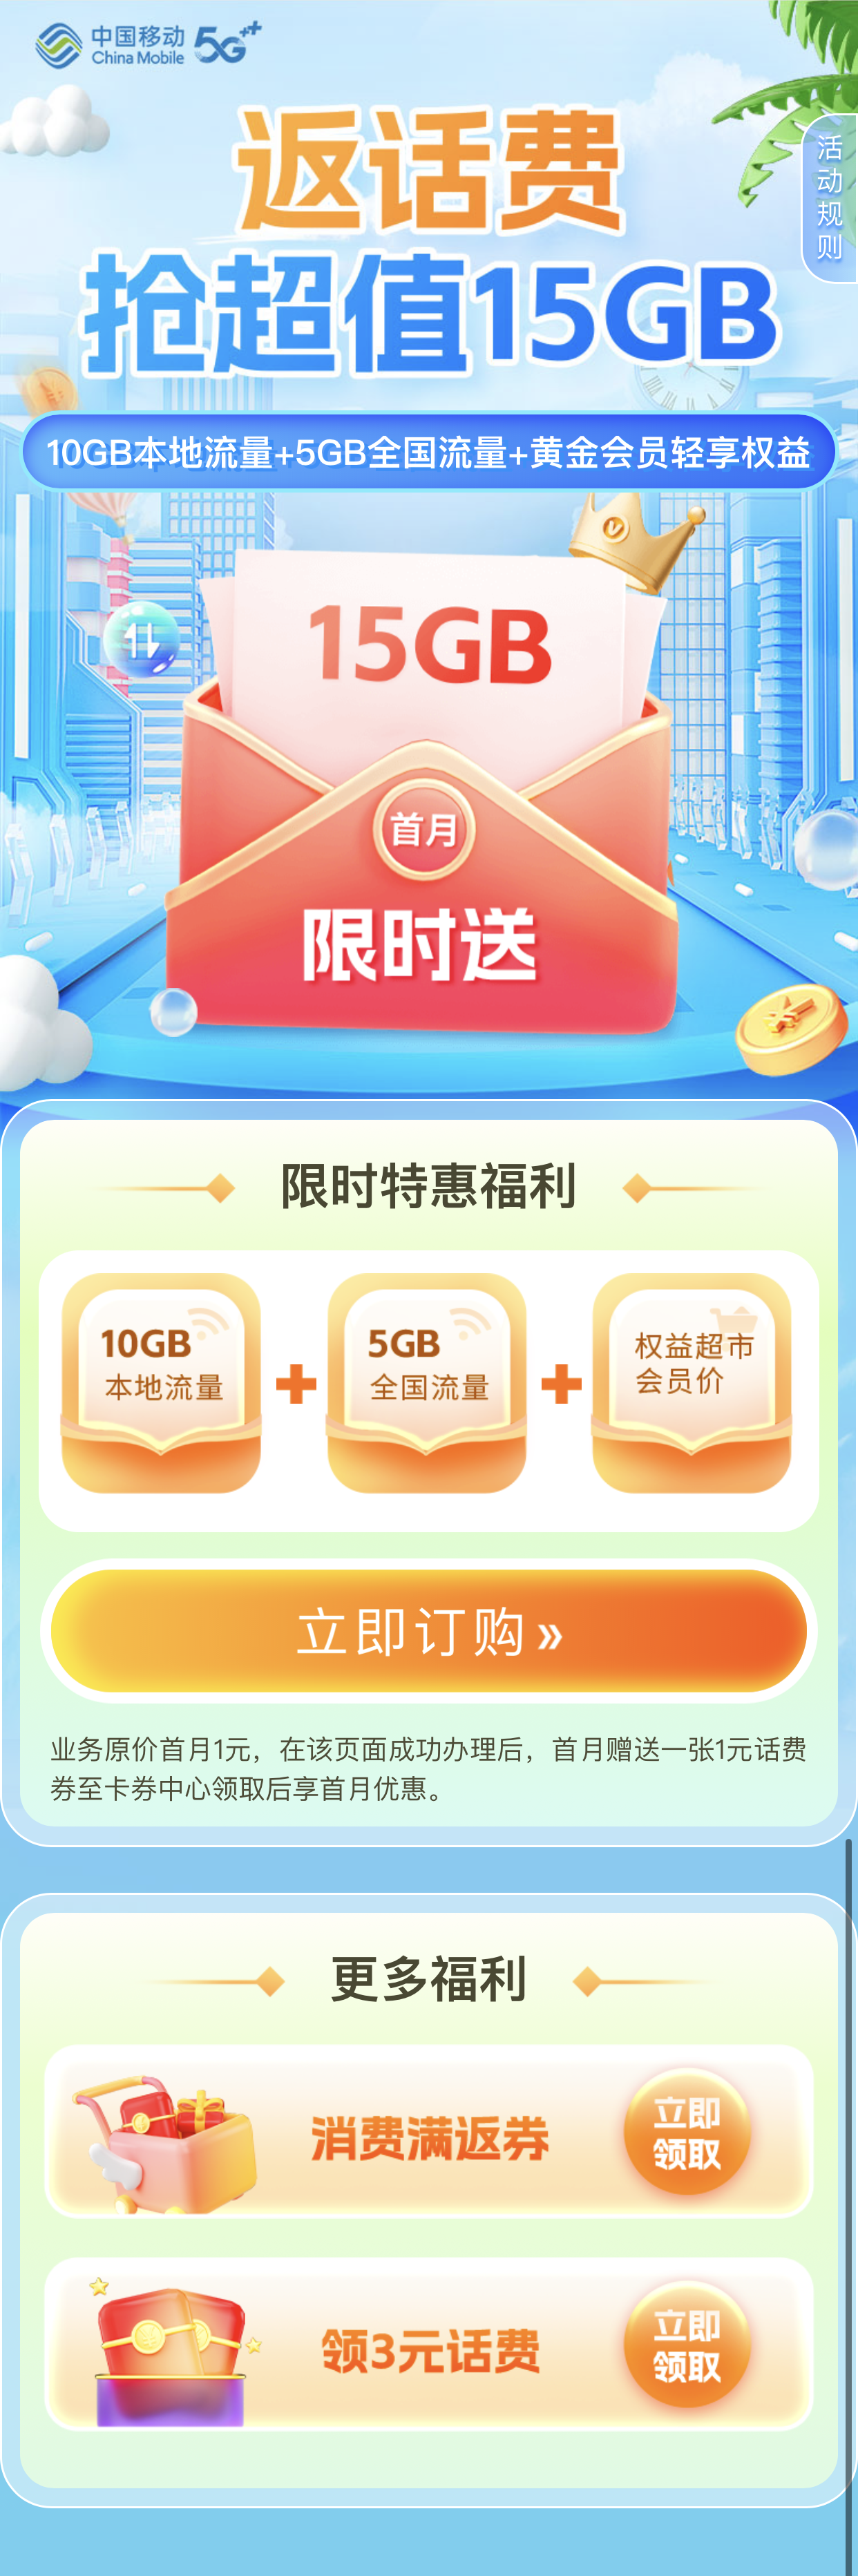 中国移动
China Mobile
5G++
返话费
抢超值15GB
活动规则
10GB本地流量+5GB全国流量+黄金会员轻享权益
15GB
首月
限时送
限时特惠福利
10GB
本地流量
+
5GB
全国流量
+
权益超市
会员价
立即订购»
业务原价首月1元，在该页面成功办理后，首月赠送一张1元话费
券至卡券中心领取后享首月优惠。
更多福利
消费满返券
立即
领取
领3元话费
立即
领取